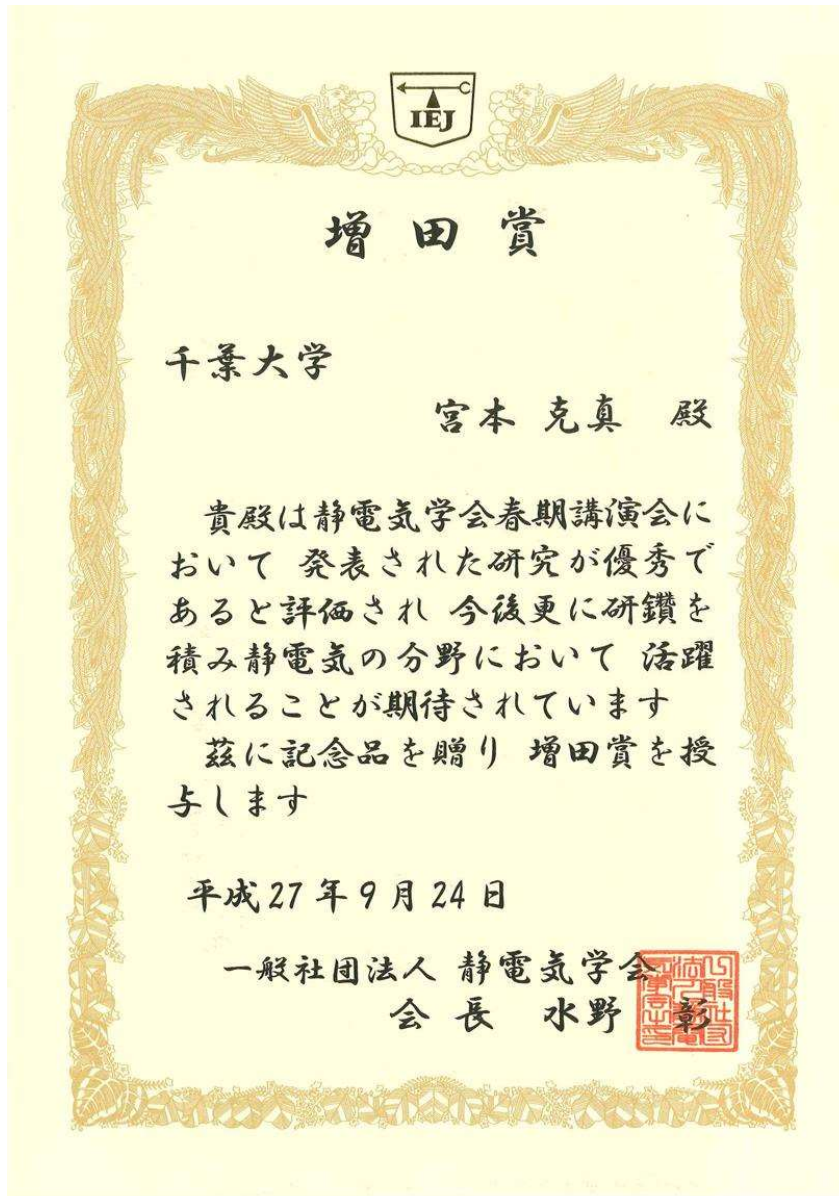 IEJ
増田賞
千葉大学
宮本 克真 殿
貴殿は静電気学会春期講演会に
おいて 発表された研究が優秀で
あると評価され 今後更に研鑽を
積み静電気の分野において 活躍
されることが期待されています
茲に記念品を贈り 増田賞を授
与します
平成27年9月24日
一般社団法人 静電気学会
会長 水野 彰